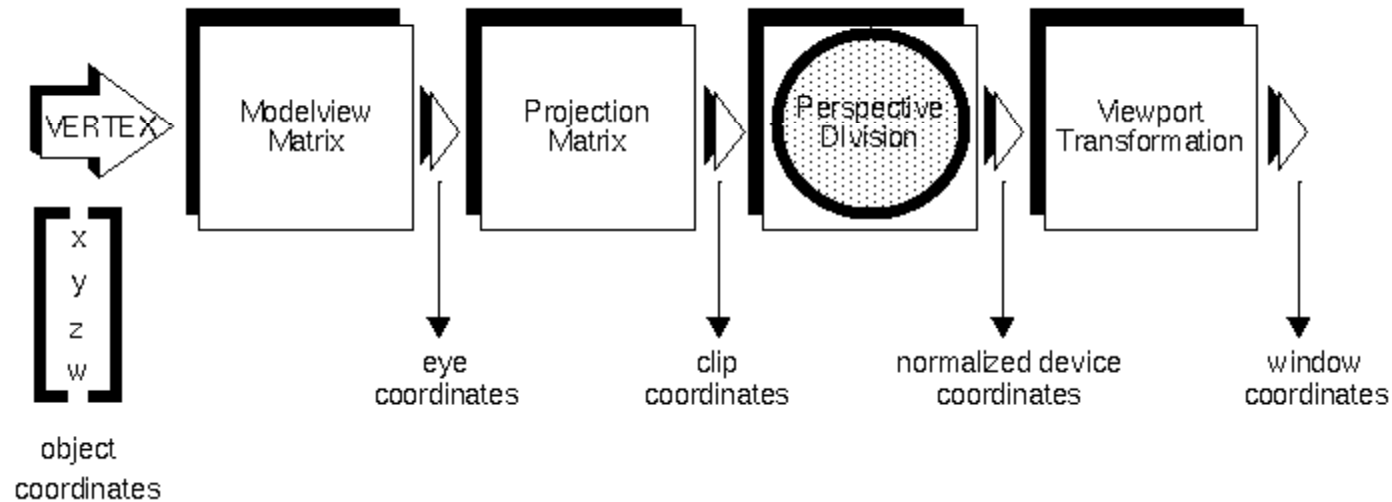 VERTEX
Modelview
Matrix
Projection
Matrix
Perspective
Division
Viewport
Transformation
x
y
z
w
object
coordinates
eye
coordinates
clip
coordinates
normalized device
coordinates
window
coordinates